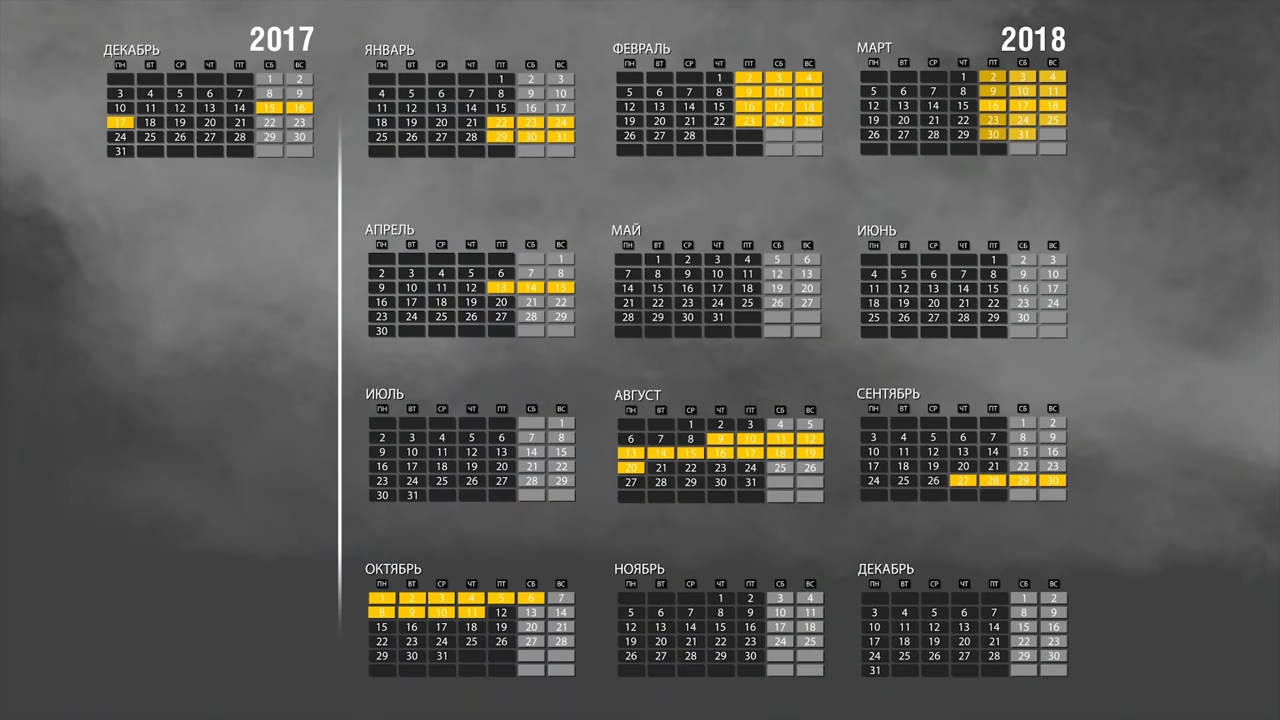 2017
ДЕКАБРЬ
ПН ВТ СР ЧТ ПТ СБ ВС
1 2
3 4 5 6 7 8 9
10 11 12 13 14 15 16
17 18 19 20 21 22 23
24 25 26 27 28 29 30
31
2018
ЯНВАРЬ
ПН ВТ СР ЧТ ПТ СБ ВС
1 2 3
4 5 6 7 8 9 10
11 12 13 14 15 16 17
18 19 20 21 22 23 24
25 26 27 28 29 30 31
ФЕВРАЛЬ
ПН ВТ СР ЧТ ПТ СБ ВС
1 2 3 4
5 6 7 8 9 10 11
12 13 14 15 16 17 18
19 20 21 22 23 24 25
26 27 28
МАРТ
ПН ВТ СР ЧТ ПТ СБ ВС
1 2 3 4
5 6 7 8 9 10 11
12 13 14 15 16 17 18
19 20 21 22 23 24 25
26 27 28 29 30 31
АПРЕЛЬ
ПН ВТ СР ЧТ ПТ СБ ВС
1
2 3 4 5 6 7 8
9 10 11 12 13 14 15
16 17 18 19 20 21 22
23 24 25 26 27 28 29
30
МАЙ
ПН ВТ СР ЧТ ПТ СБ ВС
1 2 3 4 5 6
7 8 9 10 11 12 13
14 15 16 17 18 19 20
21 22 23 24 25 26 27
28 29 30 31
ИЮНЬ
ПН ВТ СР ЧТ ПТ СБ ВС
1 2 3
4 5 6 7 8 9 10
11 12 13 14 15 16 17
18 19 20 21 22 23 24
25 26 27 28 29 30
ИЮЛЬ
ПН ВТ СР ЧТ ПТ СБ ВС
1
2 3 4 5 6 7 8
9 10 11 12 13 14 15
16 17 18 19 20 21 22
23 24 25 26 27 28 29
30 31
АВГУСТ
ПН ВТ СР ЧТ ПТ СБ ВС
1 2 3 4 5
6 7 8 9 10 11 12
13 14 15 16 17 18 19
20 21 22 23 24 25 26
27 28 29 30 31
СЕНТЯБРЬ
ПН ВТ СР ЧТ ПТ СБ ВС
1 2
3 4 5 6 7 8 9
10 11 12 13 14 15 16
17 18 19 20 21 22 23
24 25 26 27 28 29 30
ОКТЯБРЬ
ПН ВТ СР ЧТ ПТ СБ ВС
1 2 3 4 5 6 7
8 9 10 11 12 13 14
15 16 17 18 19 20 21
22 23 24 25 26 27 28
29 30 31
НОЯБРЬ
ПН ВТ СР ЧТ ПТ СБ ВС
1 2 3 4
5 6 7 8 9 10 11
12 13 14 15 16 17 18
19 20 21 22 23 24 25
26 27 28 29 30
ДЕКАБРЬ
ПН ВТ СР ЧТ ПТ СБ ВС
1 2
3 4 5 6 7 8 9
10 11 12 13 14 15 16
17 18 19 20 21 22 23
24 25 26 27 28 29 30
31